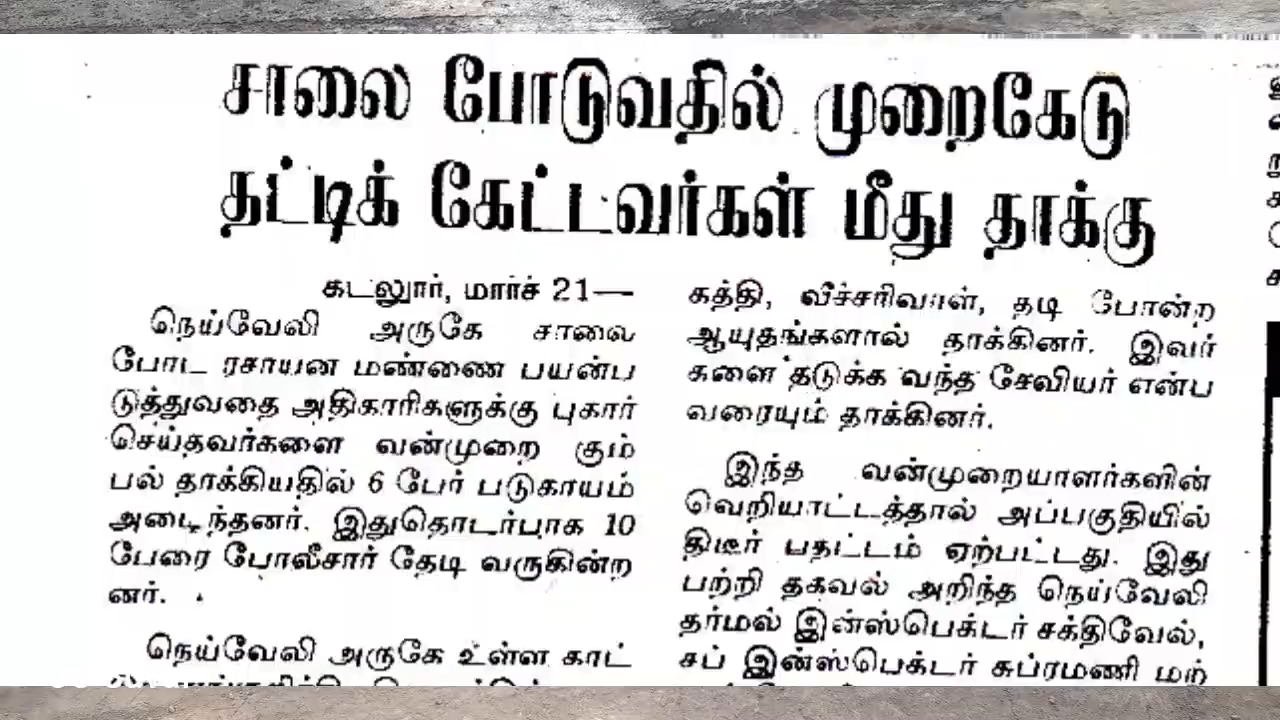 சாலை போடுவதில் முறைகேடு
தட்டிக் கேட்டவர்கள் மீது தாக்கு
கடலூர், மார்ச் 21—
நெய்வேலி அருகே சாலை
போட ரசாயன மண்ணை பயன்ப
டுத்துவதை அதிகாரிகளுக்கு புகார்
செய்தவர்களை வன்முறை கும்
பல் தாக்கியதில் 6 பேர் படுகாயம்
அடைந்தனர். இதுதொடர்பாக 10
பேரை போலீசார் தேடி வருகின்ற
னர்.
நெய்வேலி அருகே உள்ள காட்
கத்தி, வீச்சரிவாள், தடி போன்ற
ஆயுதங்களால் தாக்கினர். இவர்
களை தடுக்க வந்த சேவியர் என்ப
வரையும் தாக்கினர்.
இந்த வன்முறையாளர்களின்
வெறியாட்டத்தால் அப்பகுதியில்
திடீர் பதட்டம் ஏற்பட்டது. இது
பற்றி தகவல் அறிந்த நெய்வேலி
தர்மல் இன்ஸ்பெக்டர் சக்திவேல்,
சப் இன்ஸ்பெக்டர் சுப்ரமணி மற்